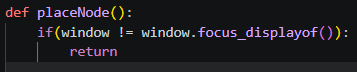 def placeNode():
    if(window != window.focus_displayof()):
        return